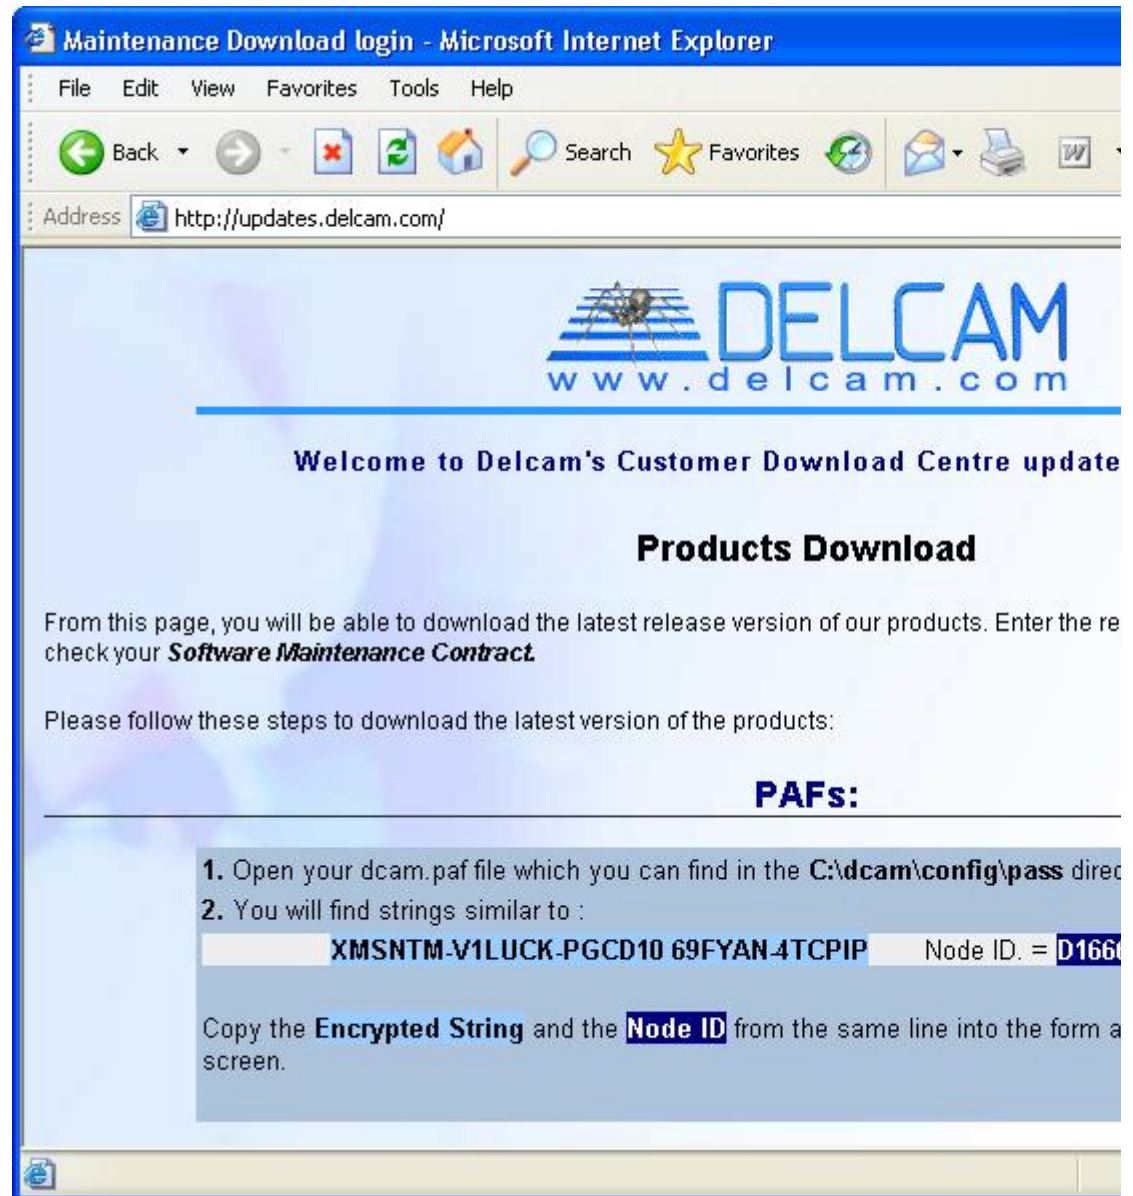 Maintenance Download login - Microsoft Internet Explorer
File Edit View Favorites Tools Help
Back Search Favorites W
Address http://updates.delcam.com/
DELCAM
www.delcam.com
Welcome to Delcam's Customer Download Centre update
Products Download
From this page, you will be able to download the latest release version of our products. Enter the re
check your Software Maintenance Contract.
Please follow these steps to download the latest version of the products:
PAFs:
1. Open your dcam.paf file which you can find in the C:\dcam\config\pass direc
2. You will find strings similar to :
XMSNTM-V1LUCK-PGCD10 69FYAN-4TCPIP Node ID. = D1666
Copy the Encrypted String and the Node ID from the same line into the form a
screen.